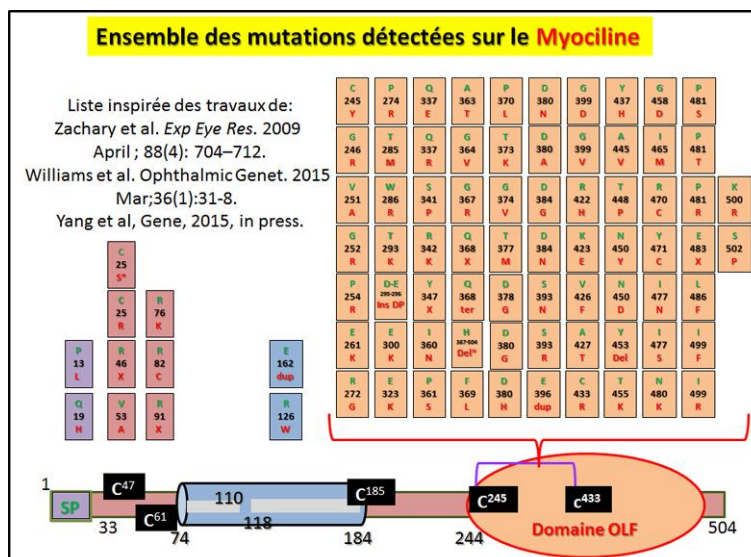 Ensemble des mutations détectées sur le Myociline
Liste inspirée des travaux de:
Zachary et al. Exp Eye Res. 2009
April ; 88(4): 704–712.
Williams et al. Ophthalmic Genet. 2015
Mar;36(1):31-8.
Yang et al, Gene, 2015, in press.
C P Q A P D G Y G P
245 274 337 363 370 380 399 437 458 481
Y R E T L N D H D S
G T Q G T D G A I P
246 285 337 364 373 380 399 445 465 481
R M R V K A V V M T
V W S G G D R T R P K
251 286 341 367 374 384 422 448 470 481 500
A R P R V G H P C R R
G T R Q T D K N Y E S
252 293 342 368 377 384 423 450 471 483 502
R K K X M N E Y C X P
P D-E Y Q D S V N I L
254 295-296 347 368 378 393 426 450 477 486
R Ins DP X ter G N F D N F
E E I H D S A Y I I
261 300 360 367-504 380 393 427 453 477 499
K K N Del* G R T Del S F
R E P F D E C T N I
272 323 361 369 380 396 433 455 480 499
G K S L H dup R K K R
C
25
S*
C R
25 76
R K
P R R E
13 46 82 162
L X C dup
Q V R R
19 53 91 126
H A X W
1 SP 33 C47 C61 74 110 118 C185 184 244 C245 c433 504
Domaine OLF